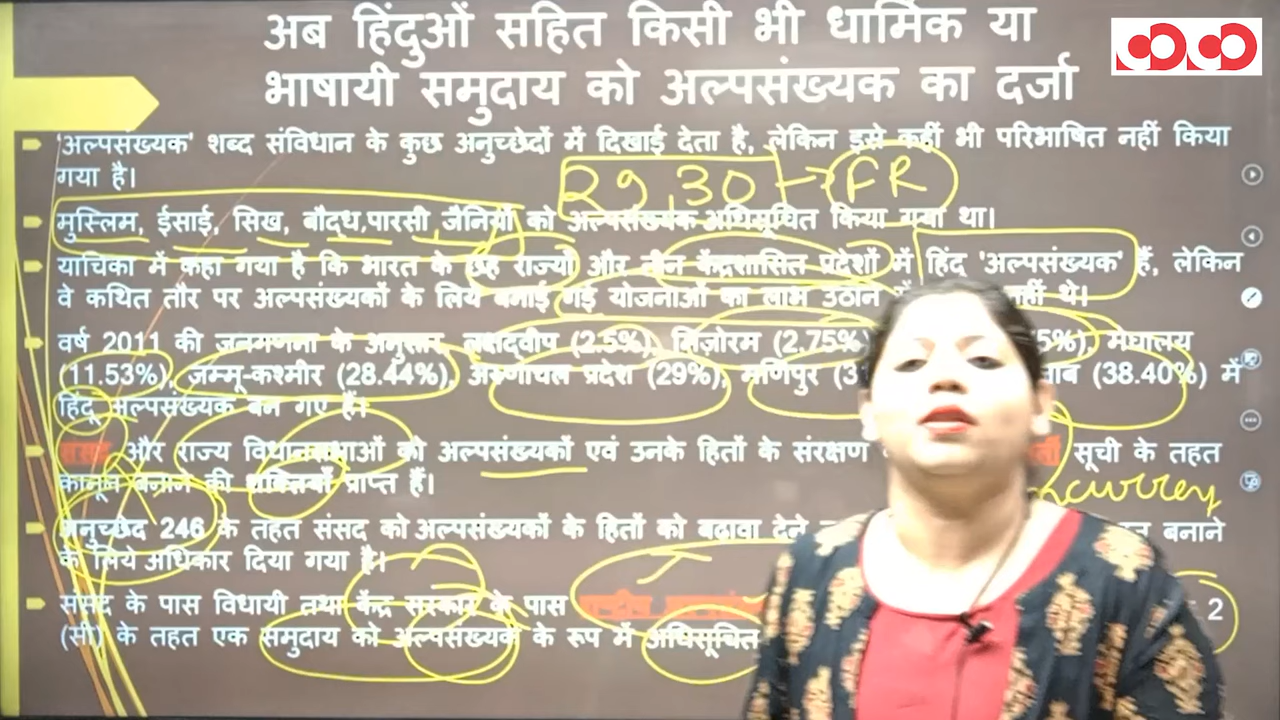 अब हिंदुओं सहित किसी भी धार्मिक या
भाषायी समुदाय को अल्पसंख्यक का दर्जा
'अल्पसंख्यक' शब्द संविधान के कुछ अनुच्छेदों में दिखाई देता है, लेकिन इसे कहीं भी परिभाषित नहीं किया
गया है।
29,30 → FR
मुस्लिम, ईसाई, सिख, बौद्ध,पारसी ,जैनियों को अल्पसंख्यक अधिसूचित किया गया था।
याचिका में कहा गया है कि भारत के छह राज्यों और तीन केंद्रशासित प्रदेशों में हिंदू 'अल्पसंख्यक' हैं, लेकिन
वे कथित तौर पर अल्पसंख्यकों के लिये बनाई गई योजनाओं का लाभ उठाने में नहीं थे।
वर्ष 2011 की जनगणना के अनुसार, लक्षद्वीप (2.5%), मिज़ोरम (2.75%) 5%), मेघालय
(11.53%), जम्मू-कश्मीर (28.44%), अरुणाचल प्रदेश (29%), मणिपुर (3 (38.40%) में
हिंदू अल्पसंख्यक बन गए हैं।
संसद और राज्य विधानसभाओं को अल्पसंख्यकों एवं उनके हितों के संरक्षण सूची के तहत
कानून बनाने की शक्तियाँ प्राप्त हैं।
अनुच्छेद 246 के तहत संसद को अल्पसंख्यकों के हितों को बढ़ावा देने बनाने
के लिये अधिकार दिया गया है।
संसद के पास विधायी तथा केंद्र सरकार के पास 2
(सी) के तहत एक समुदाय को अल्पसंख्यक के रूप में अधिसूचित